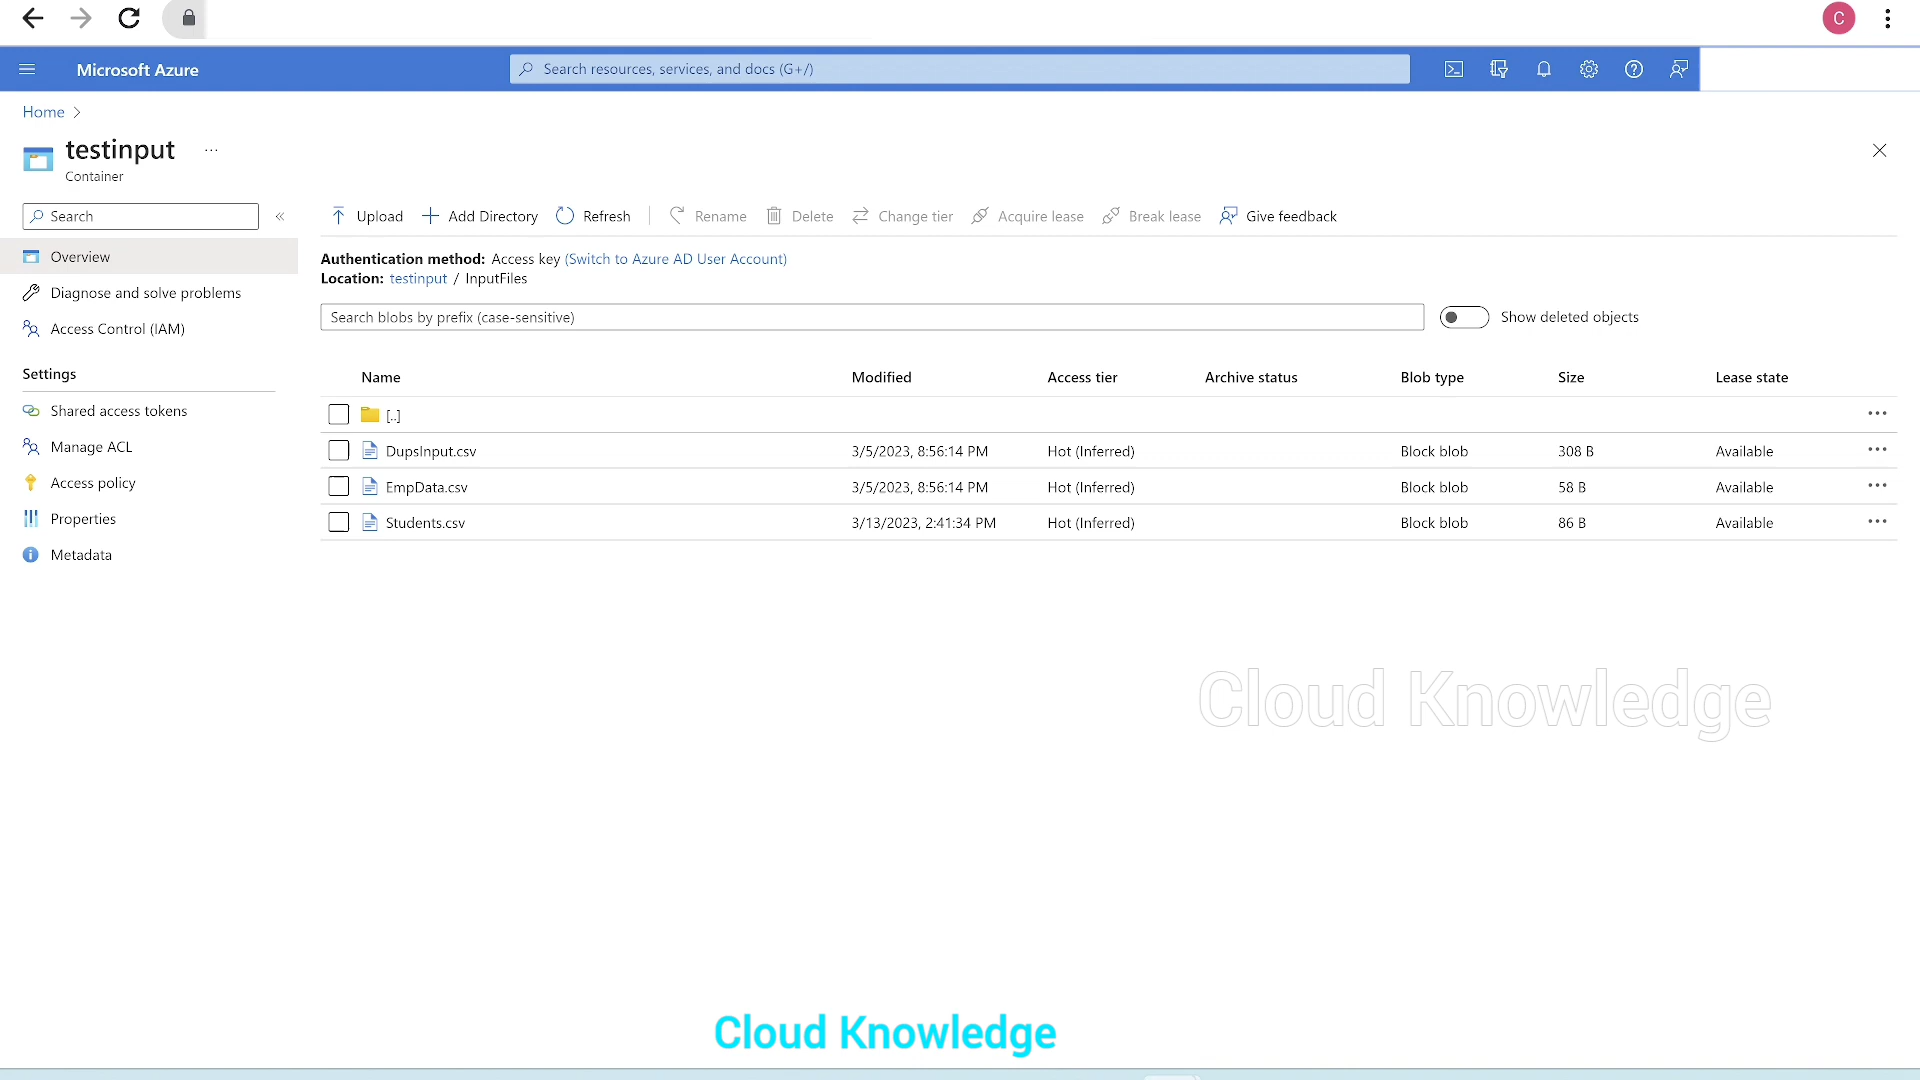 C
Microsoft Azure
Search resources, services, and docs (G+/)
Home
testinput ...
Container
Search
«
Upload Add Directory Refresh Rename Delete Change tier Acquire lease Break lease Give feedback
Overview
Diagnose and solve problems
Access Control (IAM)
Settings
Shared access tokens
Manage ACL
Access policy
Properties
Metadata
Authentication method: Access key (Switch to Azure AD User Account)
Location: testinput / InputFiles
Search blobs by prefix (case-sensitive)
Show deleted objects
Name Modified Access tier Archive status Blob type Size Lease state
[..]
DupsInput.csv 3/5/2023, 8:56:14 PM Hot (Inferred) Block blob 308 B Available
EmpData.csv 3/5/2023, 8:56:14 PM Hot (Inferred) Block blob 58 B Available
Students.csv 3/13/2023, 2:41:34 PM Hot (Inferred) Block blob 86 B Available
Cloud Knowledge
Cloud Knowledge